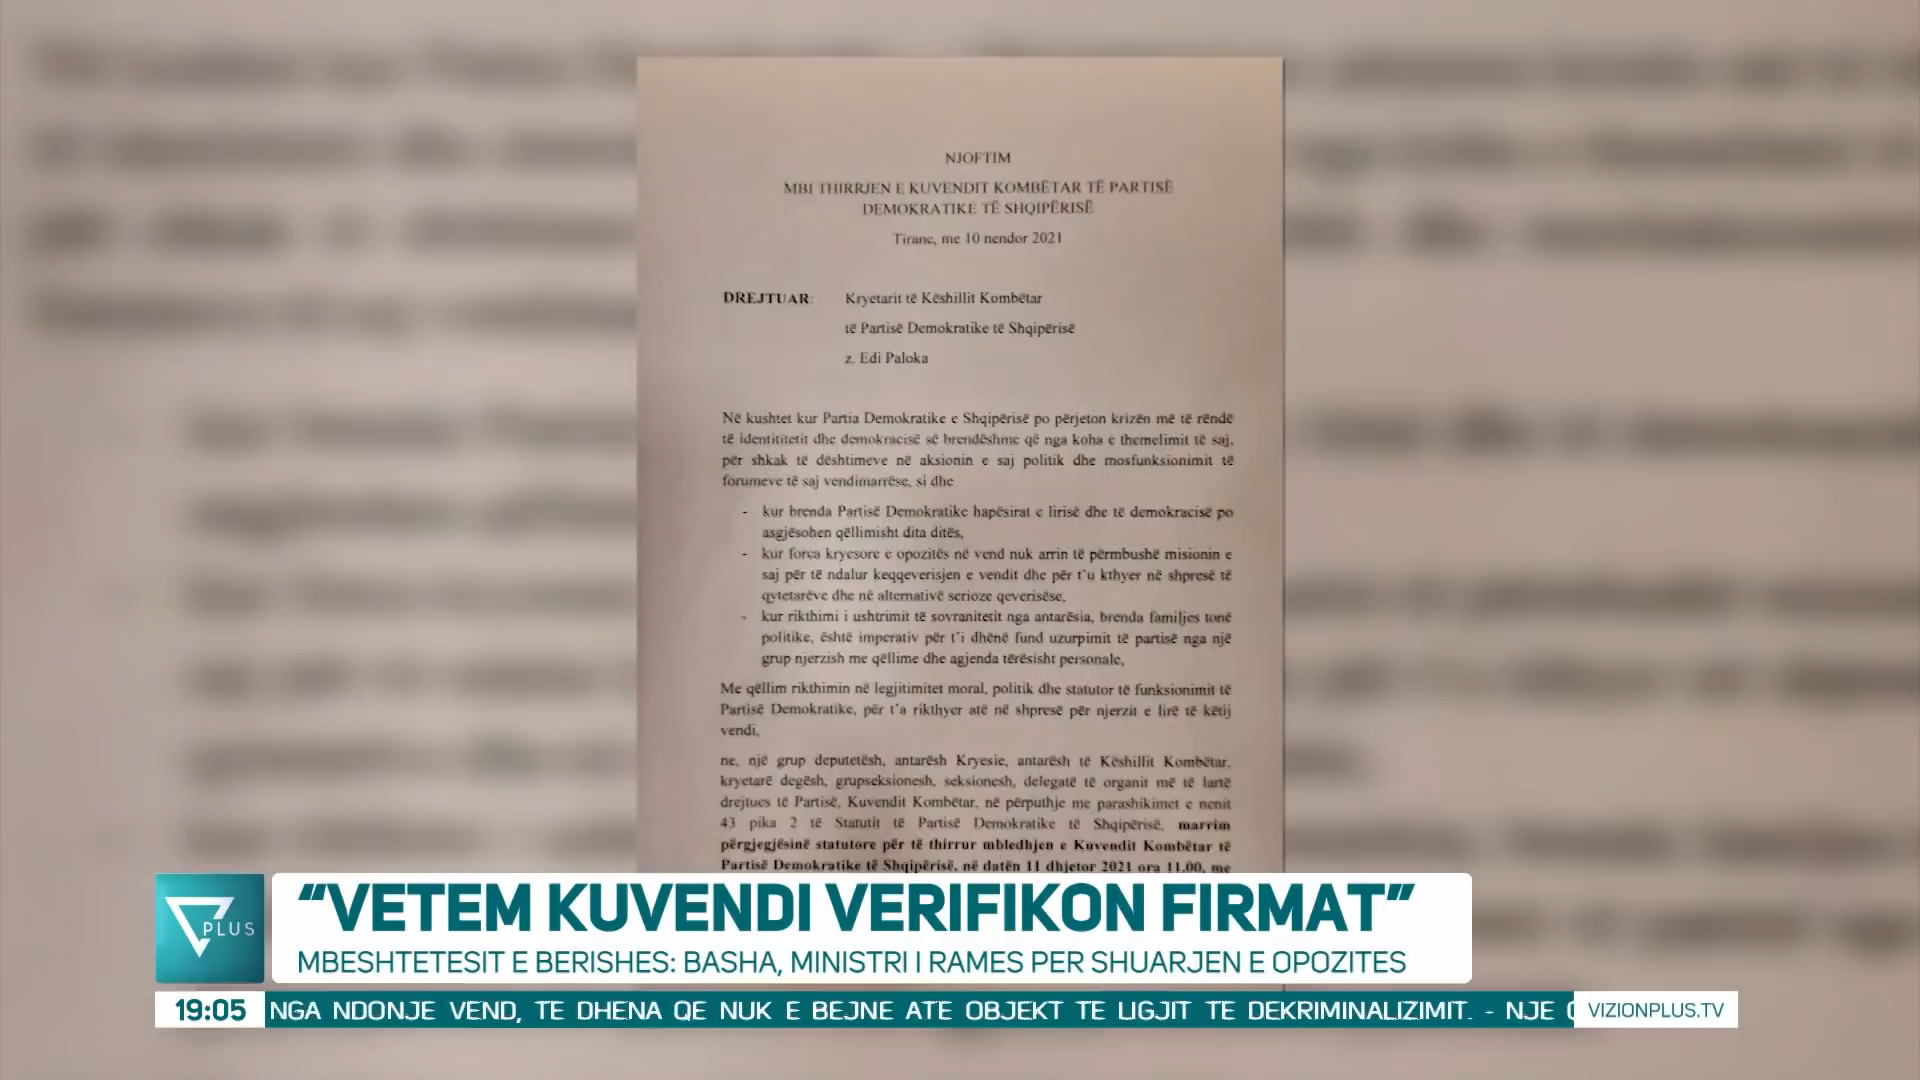 NJOFTIM
MBI THIRRJEN E KUVENDIT KOMBËTAR TË PARTISË
DEMOKRATIKE TË SHQIPËRISË
Tirane, me 10 nendor 2021
DREJTUAR: Kryetarit të Këshillit Kombëtar
të Partisë Demokratike të Shqipërisë
z. Edi Paloka
Në kushtet kur Partia Demokratike e Shqipërisë po përjeton krizën më të rëndë
të identititetit dhe demokracisë së brendëshme që nga koha e themelimit të saj,
për shkak të dështimeve në aksionin e saj politik dhe mosfunksionimit të
forumeve të saj vendimarrëse, si dhe
- kur brenda Partisë Demokratike hapësirat e lirisë dhe të demokracisë po
asgjësohen qëllimisht dita ditës,
- kur forca kryesore e opozitës në vend nuk arrin të përmbushë misionin e
saj për të ndalur keqqeverisjen e vendit dhe për t'u kthyer në shpresë të
qytetarëve dhe në alternativë serioze qeverisëse,
- kur rikthimi i ushtrimit të sovranitetit nga antarësia, brenda familjes tonë
politike, është imperativ për t'i dhënë fund uzurpimit të partisë nga një
grup njerzish me qëllime dhe agjenda tërësisht personale,
Me qëllim rikthimin në legjitimitet moral, politik dhe statutor të funksionimit të
Partisë Demokratike, për t'a rikthyer atë në shpresë për njerzit e lirë të këtij
vendi,
ne, një grup deputetësh, antarësh Kryesie, antarësh të Këshillit Kombëtar,
kryetarë degësh, grupseksionesh, seksionesh, delegatë të organit më të lartë
drejtues të Partisë, Kuvendit Kombëtar, në përputhje me parashikimet e nenit
43 pika 2 të Statutit të Partisë Demokratike të Shqipërisë, marrim
përgjegjësinë statutore për të thirrur mbledhjen e Kuvendit Kombëtar të
Partisë Demokratike të Shqipërisë, në datën 11 dhjetor 2021 ora 11.00, me
PLUS
“VETEM KUVENDI VERIFIKON FIRMAT”
MBESHTETESIT E BERISHES: BASHA, MINISTRI I RAMES PER SHUARJEN E OPOZITES
19:05 NGA NDONJE VEND, TE DHENA QE NUK E BEJNE ATE OBJEKT TE LIGJIT TE DEKRIMINALIZIMIT. - NJE VIZIONPLUS.TV